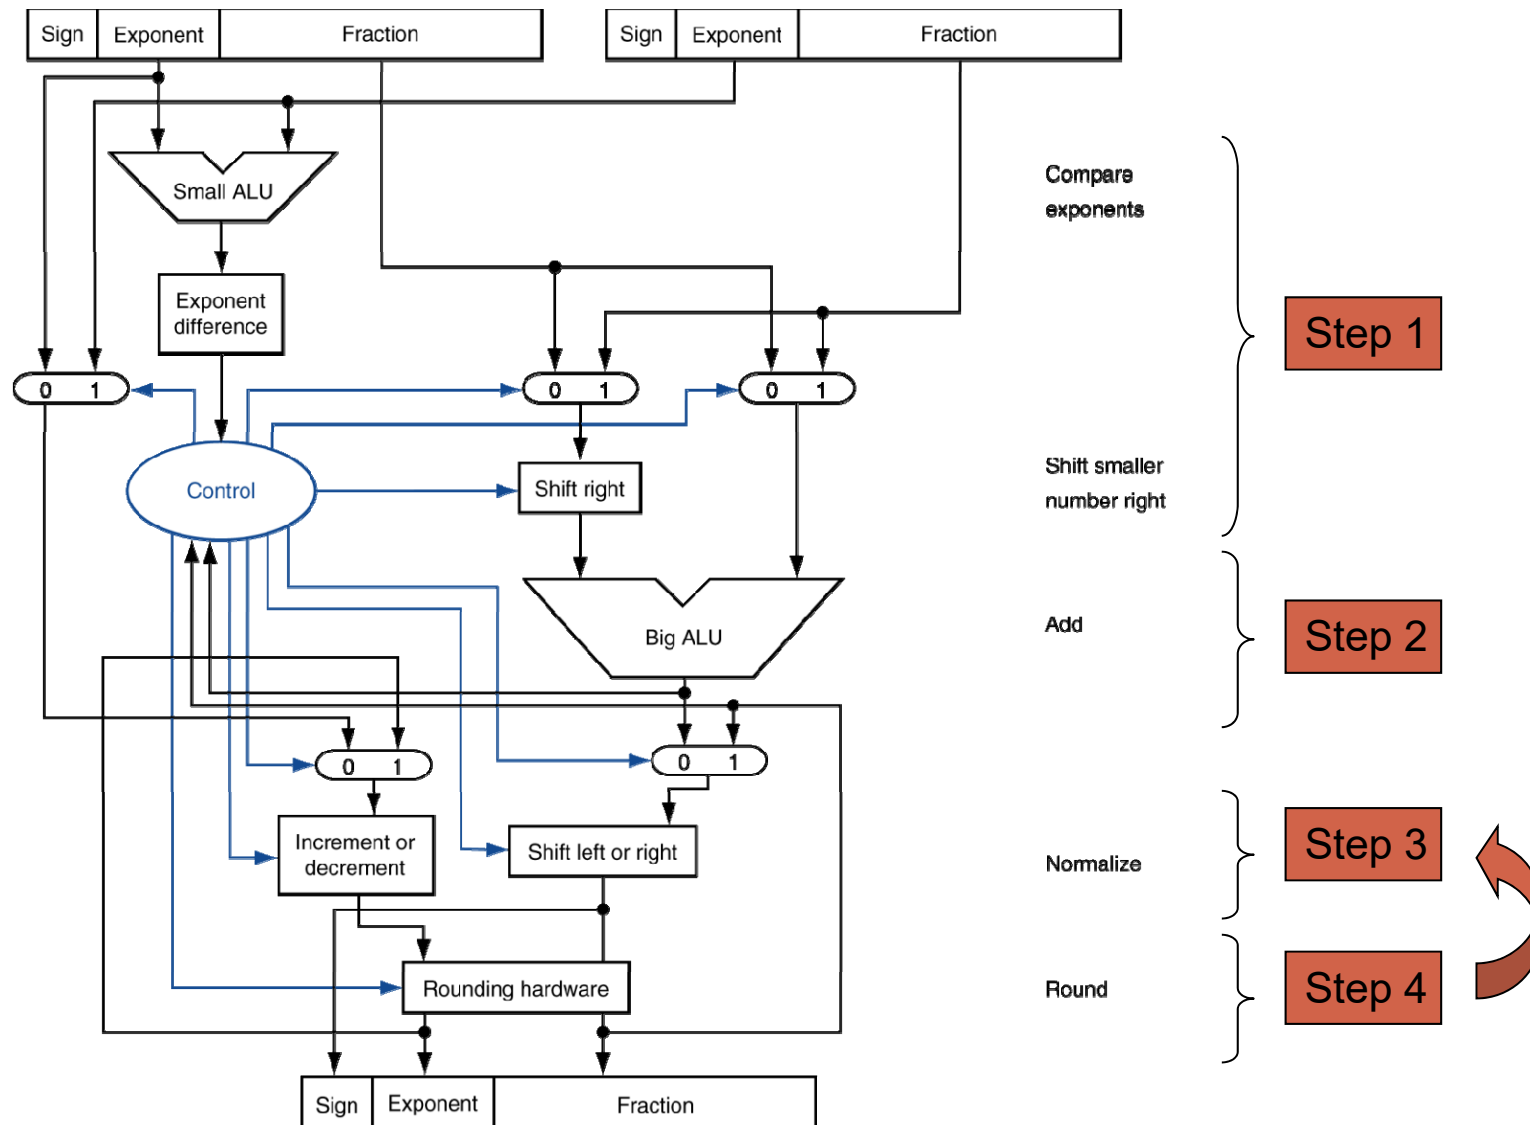 Sign Exponent Fraction Sign Exponent Fraction
Small ALU
Compare
exponents
Exponent
difference
Step 1
0 1 0 1 0 1
Control
Shift right
Shift smaller
number right
Big ALU
Add
Step 2
0 1 0 1
Increment or
decrement
Shift left or right
Normalize
Step 3
Rounding hardware
Round
Step 4
Sign Exponent Fraction